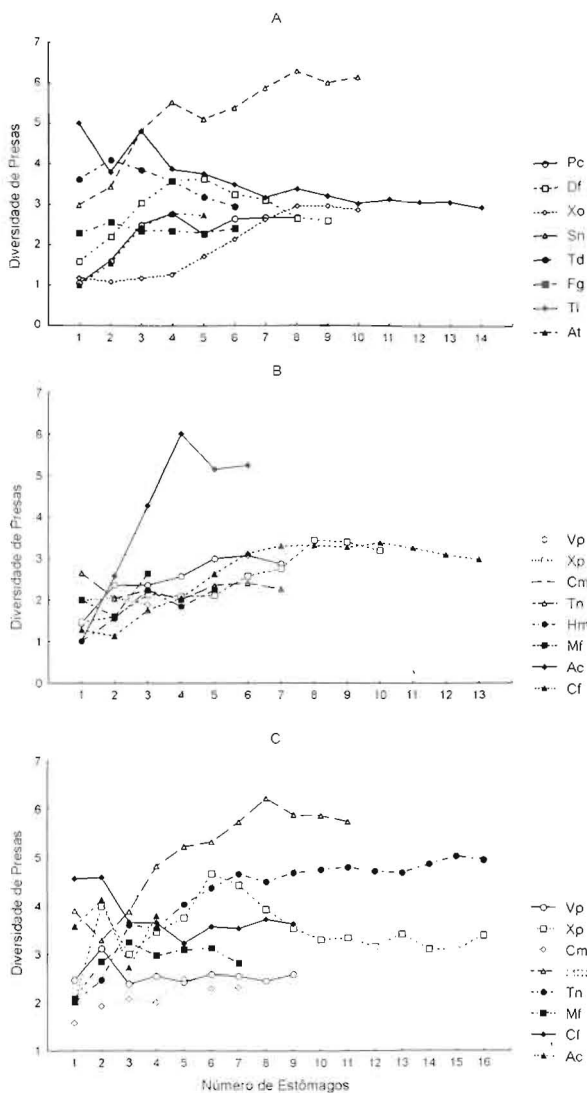 A
Diversidade de Presas
7
6
5
4
3
2
1
0
1 2 3 4 5 6 7 8 9 10 11 12 13 14
Pc
Df
Xo
Sn
Td
Fg
Tl
At
B
Diversidade de Presas
7
6
5
4
3
2
1
0
1 2 3 4 5 6 7 8 9 10 11 12 13
Vp
Xp
Cm
Tn
Hm
Mf
Ac
Cf
C
Diversidade de Presas
7
6
5
4
3
2
1
1 2 3 4 5 6 7 8 9 10 11 12 13 14 15 16
Número de Estômagos
Vp
Xp
Cm
Tn
Mf
Cf
Ac